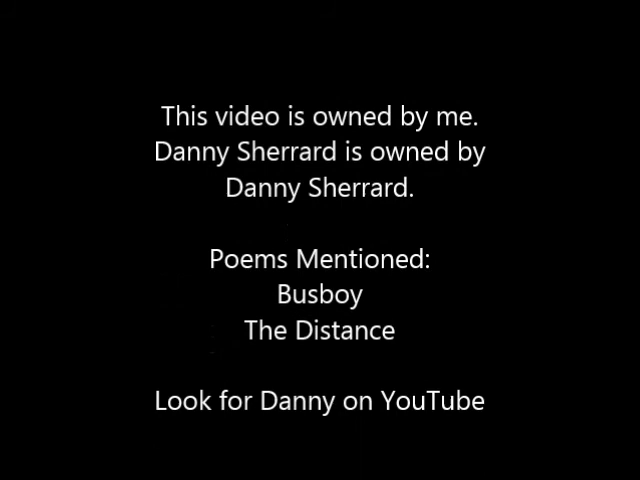 This video is owned by me.
Danny Sherrard is owned by
Danny Sherrard.
Poems Mentioned:
Busboy
The Distance
Look for Danny on YouTube